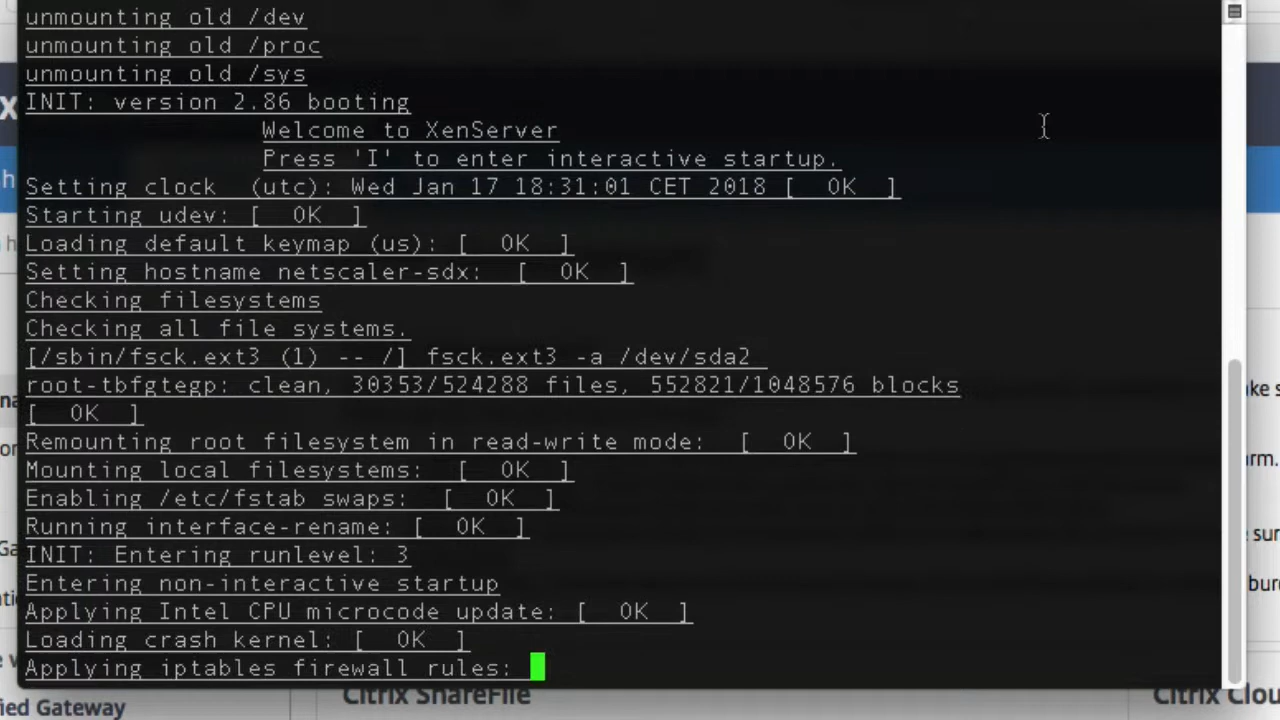 unmounting old /dev
unmounting old /proc
unmounting old /sys
INIT: version 2.86 booting
Welcome to XenServer
Press 'I' to enter interactive startup.
Setting clock  (utc): Wed Jan 17 18:31:01 CET 2018 [  OK  ]
Starting udev: [  OK  ]
Loading default keymap (us): [  OK  ]
Setting hostname netscaler-sdx:  [  OK  ]
Checking filesystems
Checking all file systems.
[/sbin/fsck.ext3 (1) -- /] fsck.ext3 -a /dev/sda2
root-tbfgtegp: clean, 30353/524288 files, 552821/1048576 blocks
[  OK  ]
Remounting root filesystem in read-write mode:  [  OK  ]
Mounting local filesystems:  [  OK  ]
Enabling /etc/fstab swaps:  [  OK  ]
Running interface-rename: [  OK  ]
INIT: Entering runlevel: 3
Entering non-interactive startup
Applying Intel CPU microcode update: [  OK  ]
Loading crash kernel: [  OK  ]
Applying iptables firewall rules:
Citrix ShareFile
Citrix Clou
fied Gateway